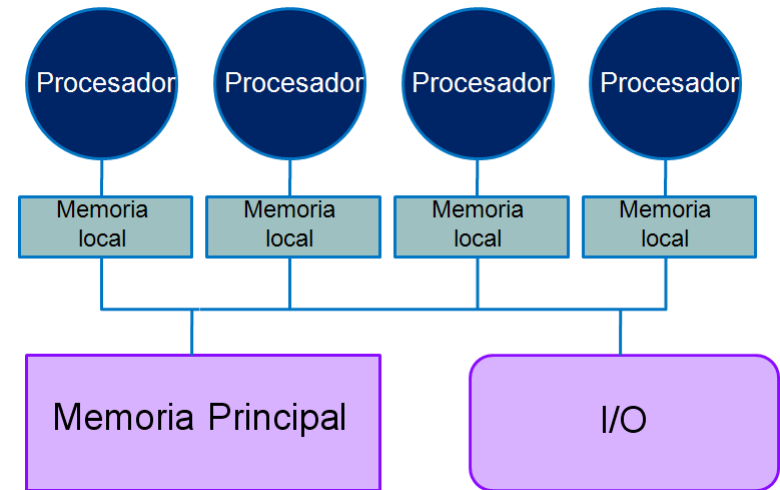 Procesador
Procesador
Procesador
Procesador
Memoria
local
Memoria
local
Memoria
local
Memoria
local
Memoria Principal
I/O